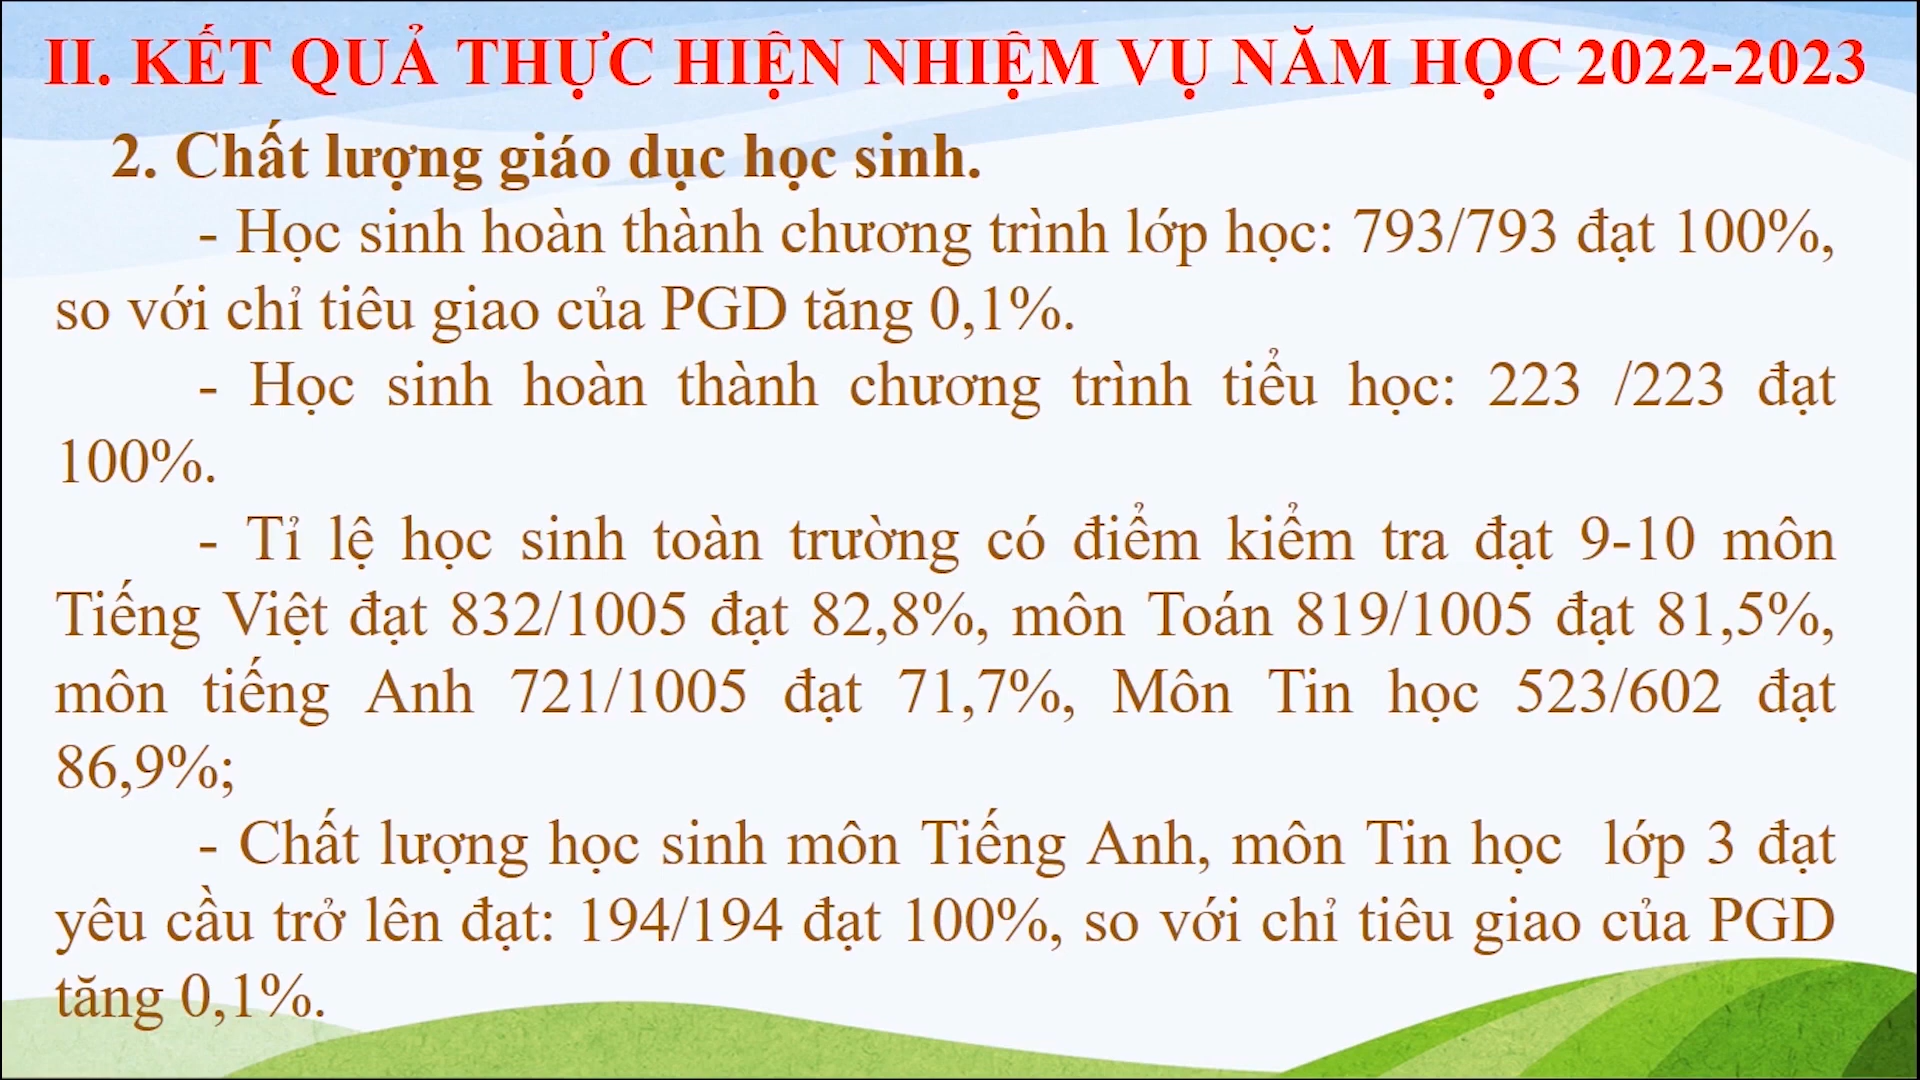 II. KẾT QUẢ THỰC HIỆN NHIỆM VỤ NĂM HỌC 2022-2023
2. Chất lượng giáo dục học sinh.
- Học sinh hoàn thành chương trình lớp học: 793/793 đạt 100%,
so với chỉ tiêu giao của PGD tăng 0,1%.
- Học sinh hoàn thành chương trình tiểu học: 223 /223 đạt
100%.
- Tỉ lệ học sinh toàn trường có điểm kiểm tra đạt 9-10 môn
Tiếng Việt đạt 832/1005 đạt 82,8%, môn Toán 819/1005 đạt 81,5%,
môn tiếng Anh 721/1005 đạt 71,7%, Môn Tin học 523/602 đạt
86,9%;
- Chất lượng học sinh môn Tiếng Anh, môn Tin học  lớp 3 đạt
yêu cầu trở lên đạt: 194/194 đạt 100%, so với chỉ tiêu giao của PGD
tăng 0,1%.